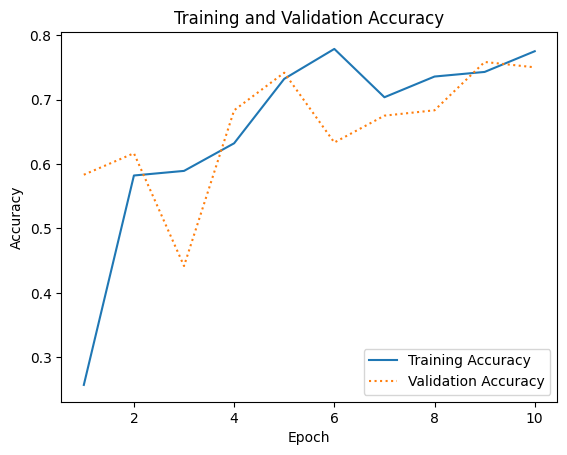 Training and Validation Accuracy
0.8
0.7
0.6
0.5
0.4
0.3
Accuracy
2 4 6 8 10
Epoch
Training Accuracy
Validation Accuracy